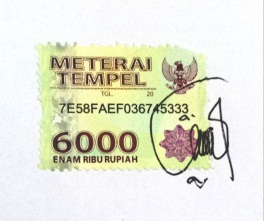 METERAI
TEMPEL
TGL. 20
7E58FAEF036745333
6000
ENAM RIBU RUPIAH